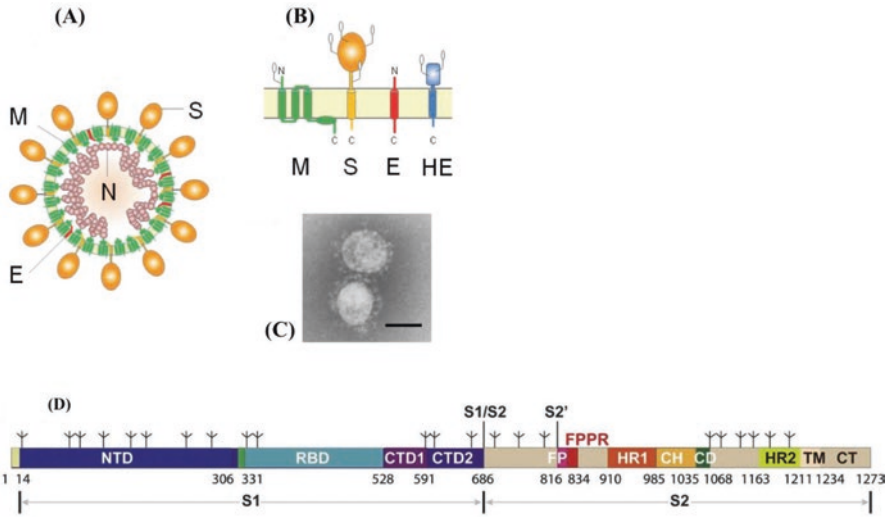 (A)
M
S
N
E
(B)
N
N
C
C
C
C
M S E HE
(C)
(D)
S1/S2 S2'
FPPR
NTD RBD CTD1 CTD2 FP HR1 CH CD HR2 TM CT
1 14 306 331 528 591 686 816 834 910 985 1035 1068 1163 1211 1234 1273
S1 S2